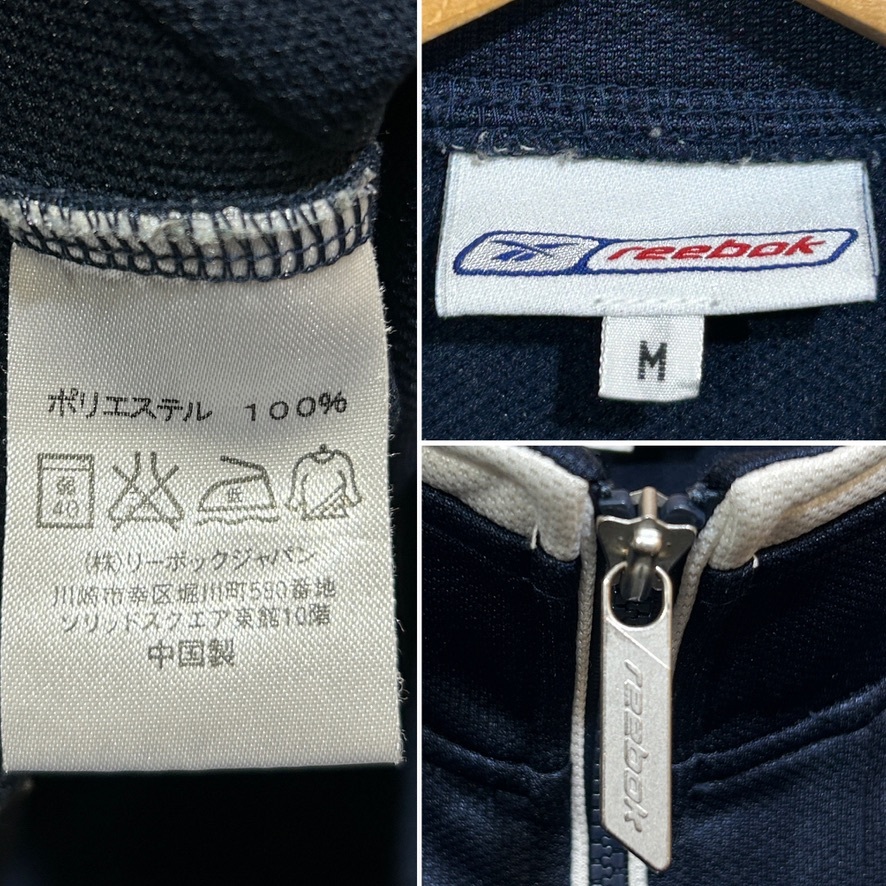 ポリエステル 100%
40
低
(株)リーボックジャパン
川崎市幸区堀川町580番地
ソリッドスクエア東館10階
中国製
reebok
M
reebok